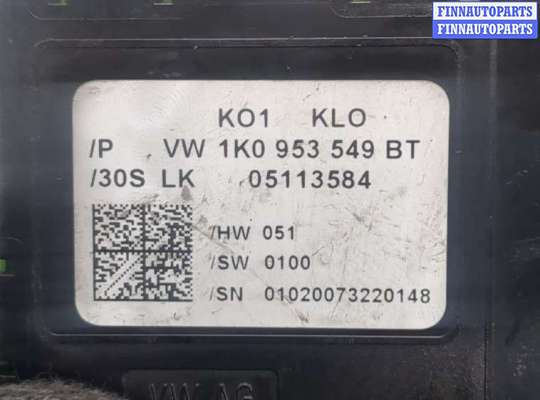 FINNAUTOPARTS
FINNAUTOPARTS
KO1 KLO
/P VW 1K0 953 549 BT
/30S LK 05113584
/HW 051
/SW 0100
/SN 01020073220148
VW AG